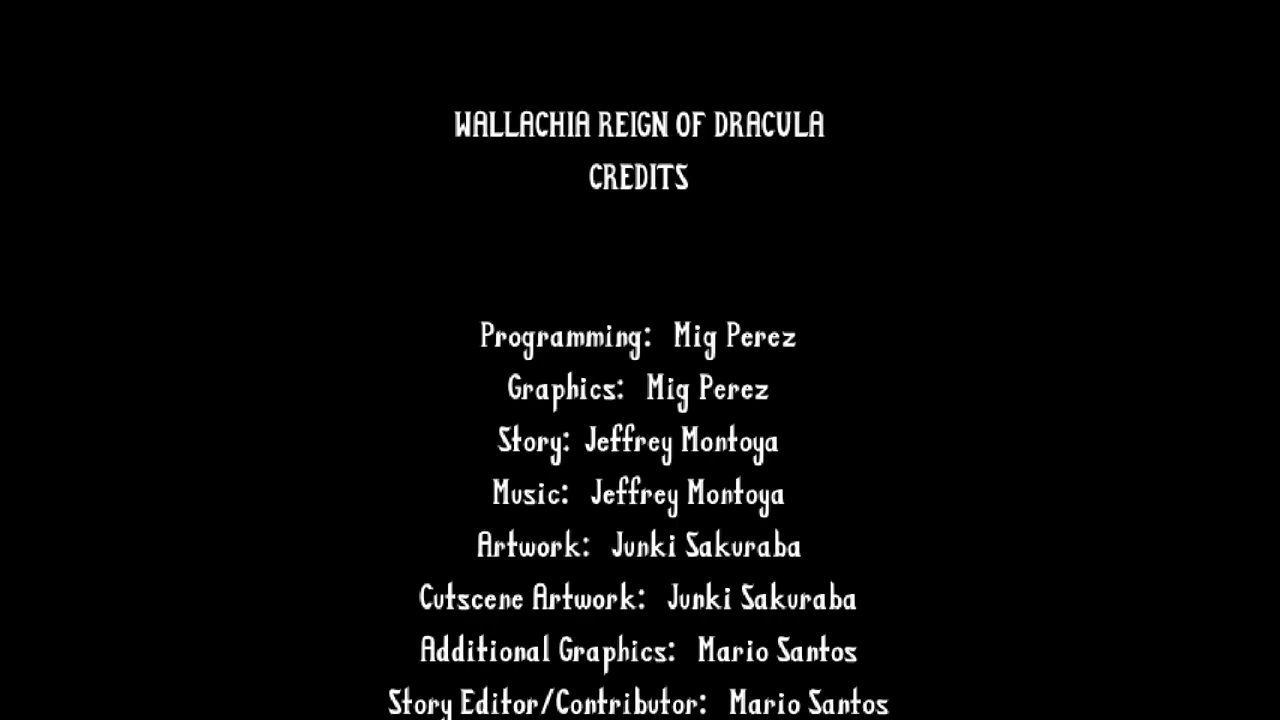 WALLACHIA REIGN OF DRACULA
CREDITS
Programming: Mig Perez
Graphics: Mig Perez
Story: Jeffrey Montoya
Music: Jeffrey Montoya
Artwork: Junki Sakuraba
Cutscene Artwork: Junki Sakuraba
Additional Graphics: Mario Santos
Story Editor/Contributor: Mario Santos